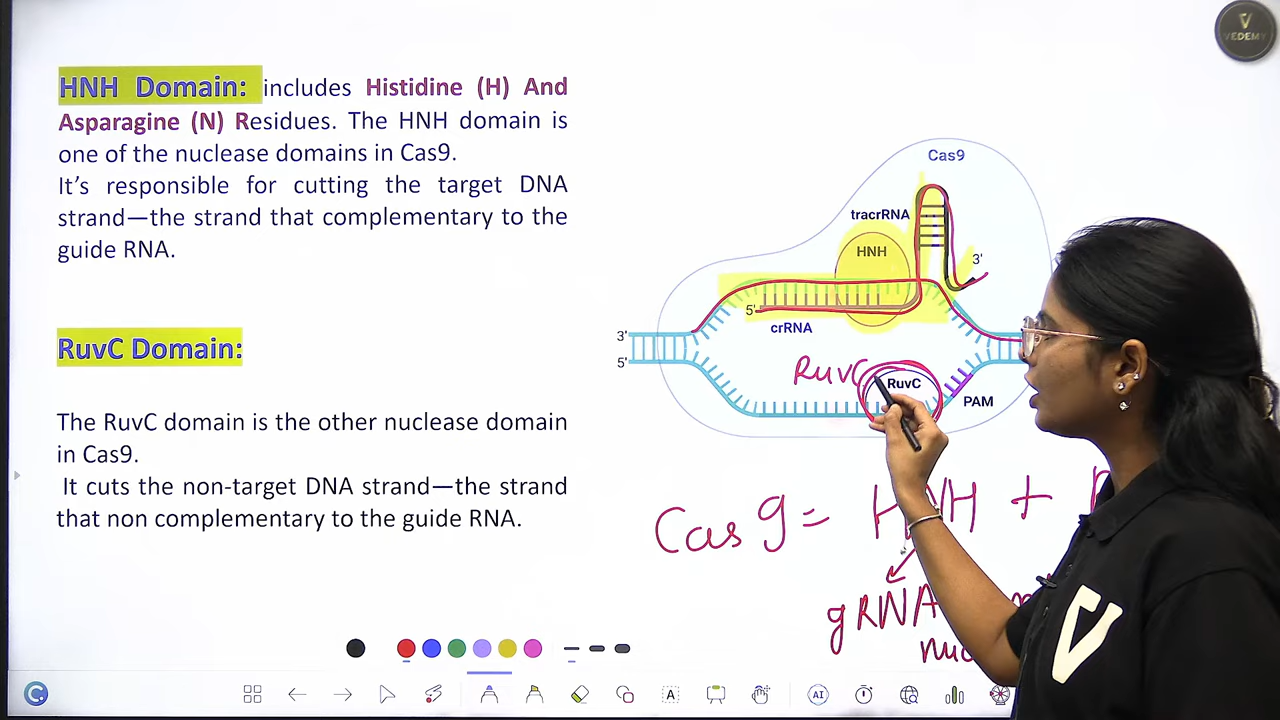 HNH Domain: includes Histidine (H) And
Asparagine (N) Residues. The HNH domain is
one of the nuclease domains in Cas9.
It's responsible for cutting the target DNA
strand—the strand that complementary to the
guide RNA.
RuvC Domain:
The RuvC domain is the other nuclease domain
in Cas9.
It cuts the non-target DNA strand—the strand
that non complementary to the guide RNA.
VEDEMY
Cas9
tracrRNA
HNH
3'
5'
crRNA
3'
5'
RuvC
RuvC
PAM
Cas 9 = HNH +
gRNA
A
AI